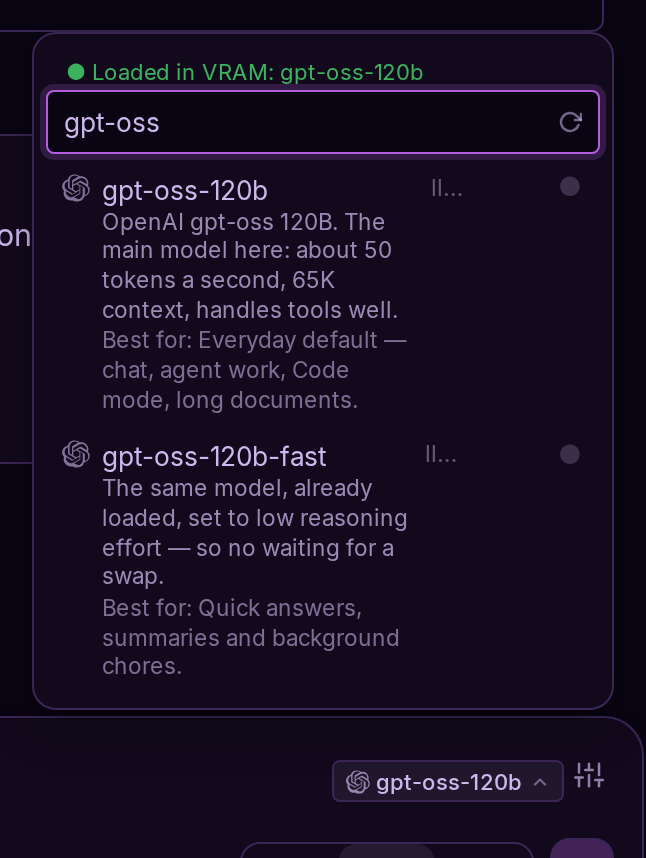 Loaded in VRAM: gpt-oss-120b
gpt-oss
gpt-oss-120b ll...
OpenAI gpt-oss 120B. The
main model here: about 50
tokens a second, 65K
context, handles tools well.
Best for: Everyday default —
chat, agent work, Code
mode, long documents.
on
gpt-oss-120b-fast ll...
The same model, already
loaded, set to low reasoning
effort — so no waiting for a
swap.
Best for: Quick answers,
summaries and background
chores.
gpt-oss-120b